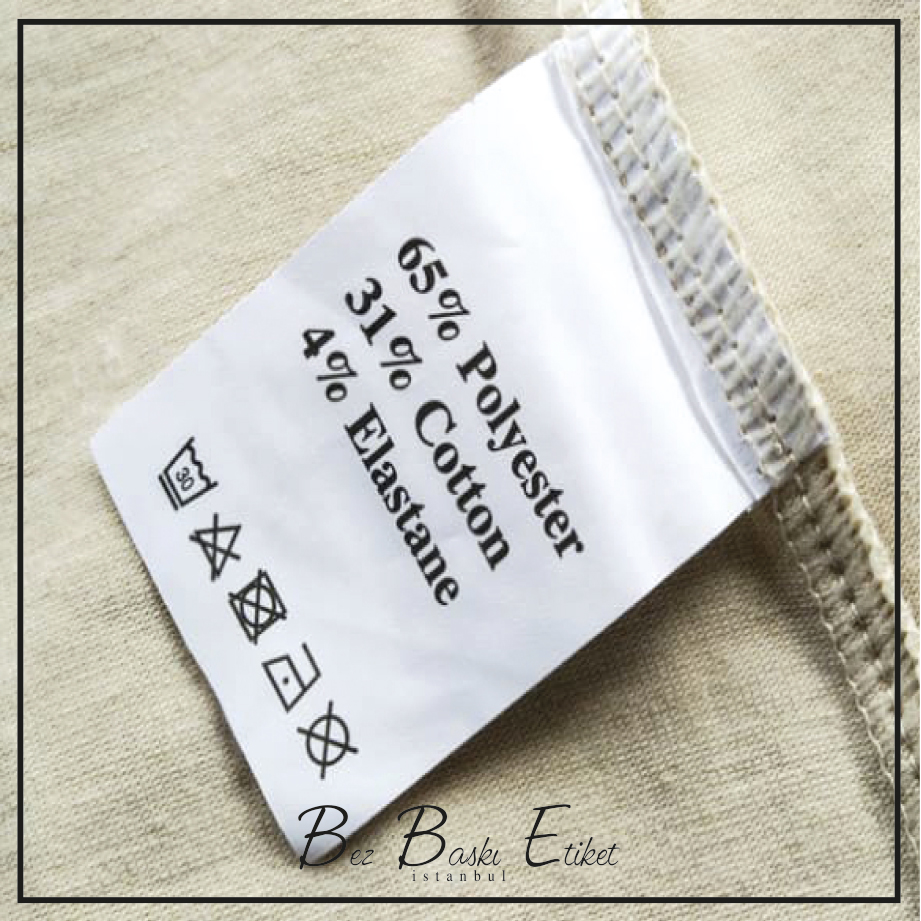 65% Polyester
31% Cotton
4% Elastane
30
Bez Baskı Etiket
istanbul